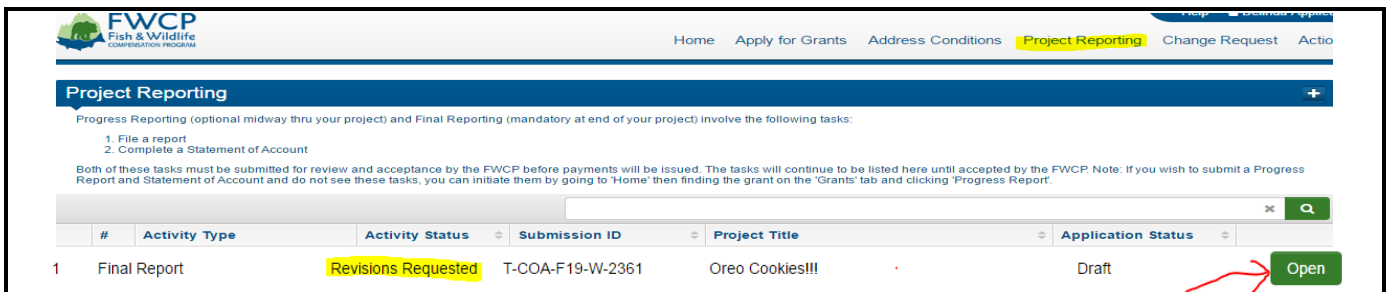 FWCP
Fish & Wildlife
COMPENSATION PROGRAM
Home Apply for Grants Address Conditions Project Reporting Change Request Actio
Project Reporting
Progress Reporting (optional midway thru your project) and Final Reporting (mandatory at end of your project) involve the following tasks:
1. File a report
2. Complete a Statement of Account
Both of these tasks must be submitted for review and acceptance by the FWCP before payments will be issued. The tasks will continue to be listed here until accepted by the FWCP. Note: If you wish to submit a Progress
Report and Statement of Account and do not see these tasks, you can initiate them by going to 'Home' then finding the grant on the 'Grants' tab and clicking 'Progress Report'.
# Activity Type Activity Status Submission ID Project Title Application Status
1 Final Report Revisions Requested T-COA-F19-W-2361 Oreo Cookies!!! Draft Open